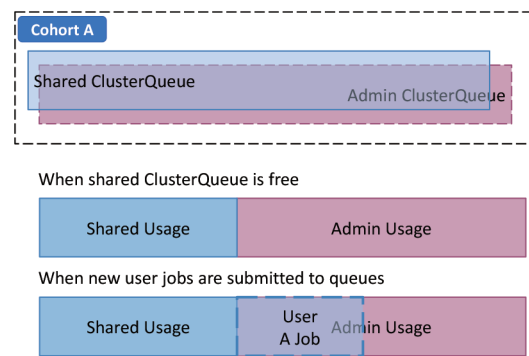 Cohort A
Shared ClusterQueue
Admin ClusterQueue
When shared ClusterQueue is free
Shared Usage
Admin Usage
When new user jobs are submitted to queues
Shared Usage
User
A Job
Admin Usage